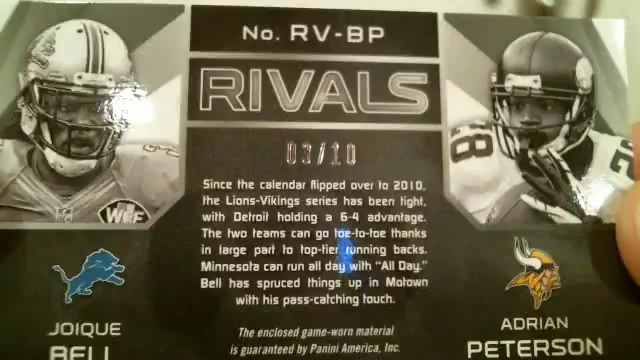 No. RV-BP
RIVALS
03/10
Since the calendar flipped over to 2010,
the Lions-Vikings series has been tight,
with Detroit holding a 6-4 advantage.
The two teams can go toe-to-toe thanks
in large part to top-tier running backs.
Minnesota can run all day with "All Day."
Bell has spruced things up in Motown
with his pass-catching touch.
The enclosed game-worn material
is guaranteed by Panini America, Inc.
WCF
28
JOIQUE
BELL
ADRIAN
PETERSON